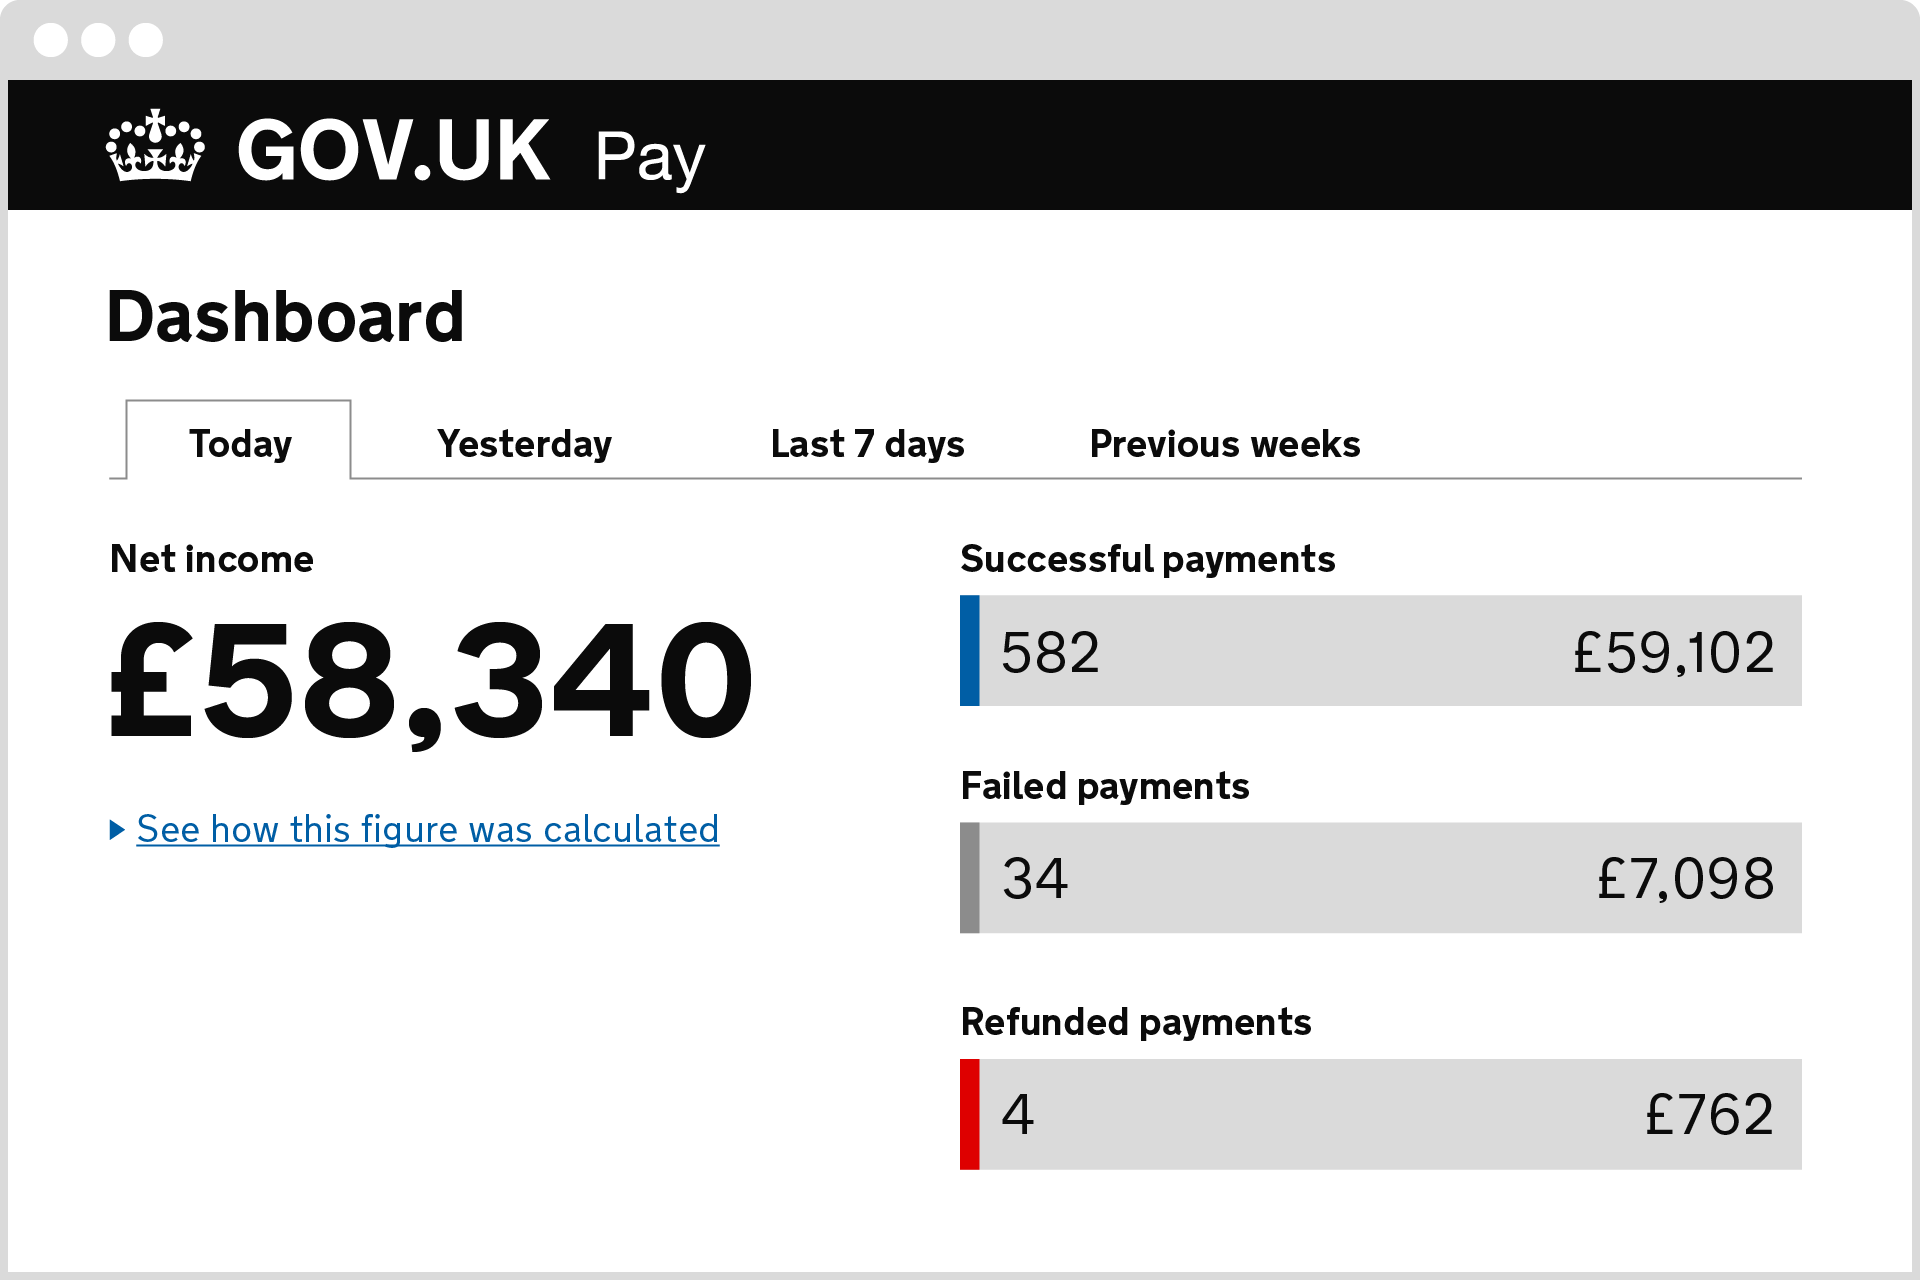 GOV.UK Pay
Dashboard
Today Yesterday Last 7 days Previous weeks
Net income
£58,340
See how this figure was calculated
Successful payments
582 £59,102
Failed payments
34 £7,098
Refunded payments
4 £762